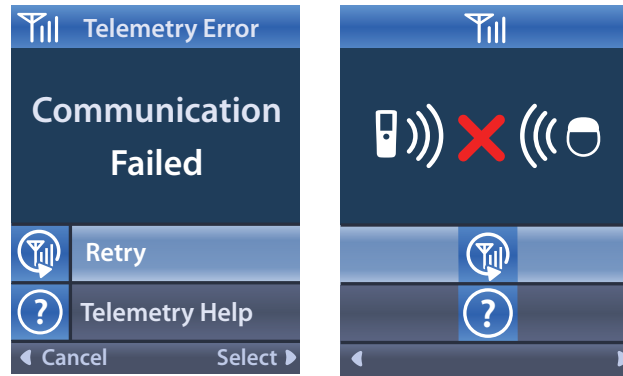 Telemetry Error
Communication
Failed
Retry
? Telemetry Help
Cancel Select
?